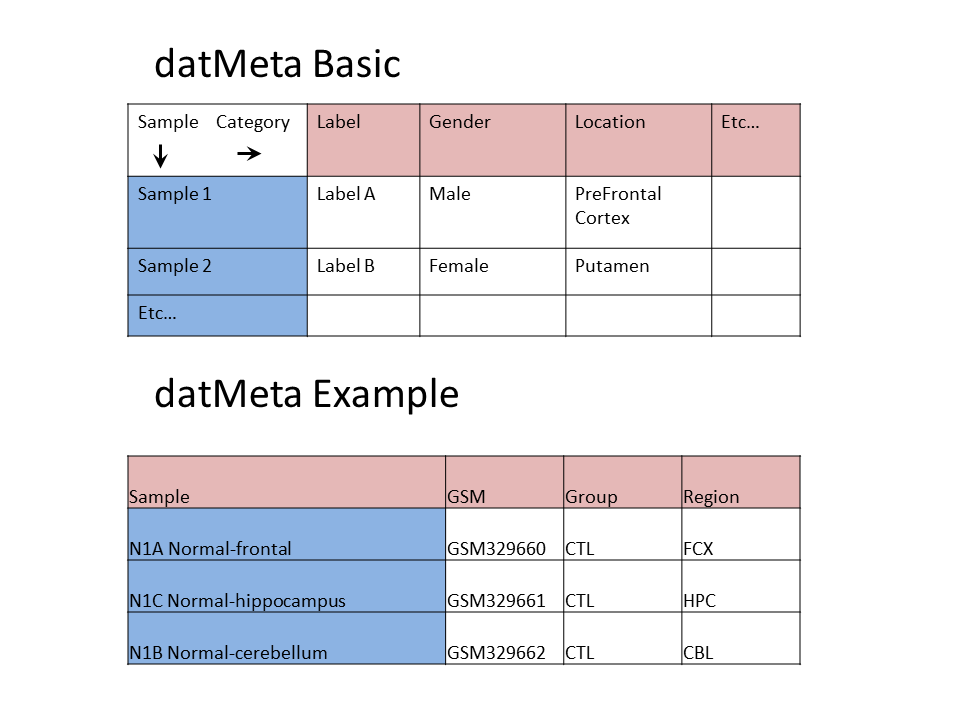 datMeta Basic
Sample Category Label Gender Location Etc...
Sample 1 Label A Male PreFrontal
Cortex
Sample 2 Label B Female Putamen
Etc...
datMeta Example
Sample GSM Group Region
N1A Normal-frontal GSM329660 CTL FCX
N1C Normal-hippocampus GSM329661 CTL HPC
N1B Normal-cerebellum GSM329662 CTL CBL